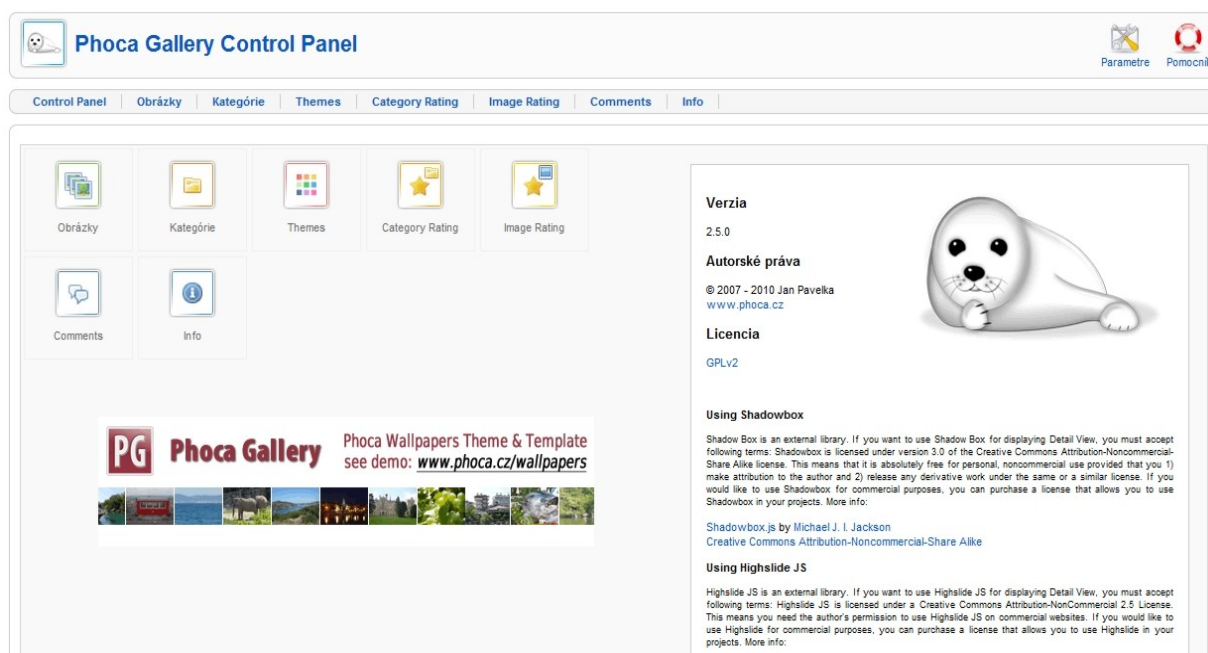 Phoca Gallery Control Panel
Parametre
Control Panel
Obrázky
Kategórie
Themes
Category Rating
Image Rating
Comments
Info
Obrázky
Kategórie
Themes
Category Rating
Image Rating
Comments
Info
PG Phoca Gallery
Phoca Wallpapers Theme & Template
see demo: www.phoca.cz/wallpapers
Verzia
2.5.0
Autorské práva
© 2007 - 2010 Jan Pavelka
www.phoca.cz
Licencia
GPLv2
Using Shadowbox
Shadow Box is an external library. If you want to use Shadow Box for displaying Detail View, you must accept
following terms: Shadowbox is licensed under version 3.0 of the Creative Commons Attribution-Noncommercial-
Share Alike license. This means that it is absolutely free for personal, noncommercial use provided that you 1)
make attribution to the author and 2) release any derivative work under the same or a similar license. If you
would like to use Shadowbox for commercial purposes, you can purchase a license that allows you to use
Shadowbox in your projects. More info:
Shadowbox.js by Michael J. I. Jackson
Creative Commons Attribution-Noncommercial-Share Alike
Using Highslide JS
Highslide JS is an external library. If you want to use Highslide JS for displaying Detail View, you must accept
following terms: Highslide JS is licensed under a Creative Commons Attribution-NonCommercial 2.5 License.
This means you need the author's permission to use Highslide JS on commercial websites. If you would like to
use Highslide for commercial purposes, you can purchase a license that allows you to use Highslide in your
projects. More info: